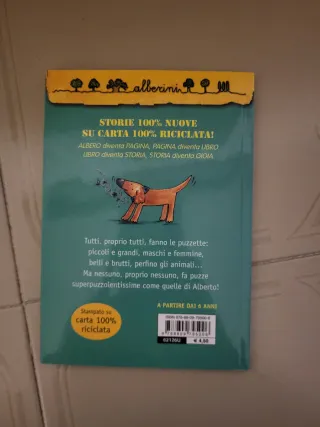 alberini
STORIE 100% NUOVE
SU CARTA 100% RICICLATA!
ALBERO diventa PAGINA, PAGINA diventa LIBRO
LIBRO diventa STORIA, STORIA diventa GIOIA.
Tutti, proprio tutti, fanno le puzzette:
piccoli e grandi, maschi e femmine,
belli e brutti, perfino gli animali...
Ma nessuno, proprio nessuno, fa puzze
superpuzzolentissime come quelle di Alberto!
A PARTIRE DAI 6 ANNI
Stampato su
carta 100%
riciclata
€ 4,90